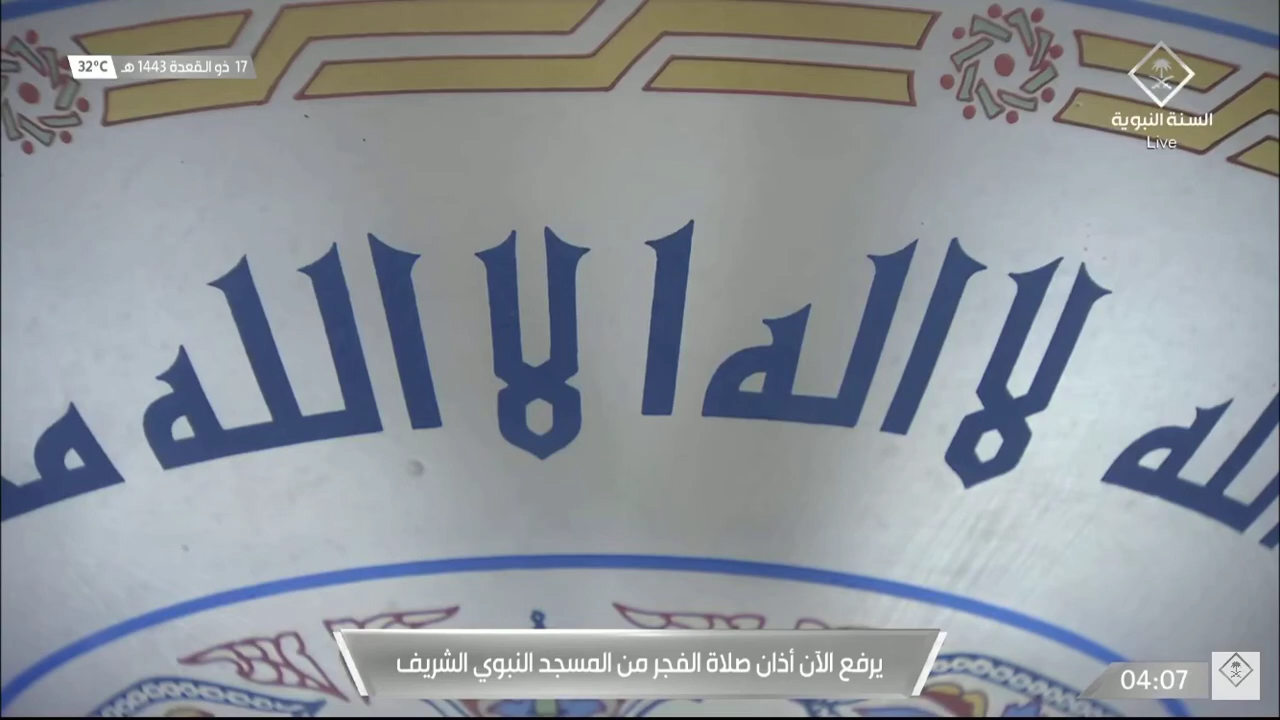 17 ذو القعدة 1443 هـ 32°C
السنة النبوية
Live
لله لا اله الا الله
يرفع الآن أذان صلاة الفجر من المسجد النبوي الشريف
04:07